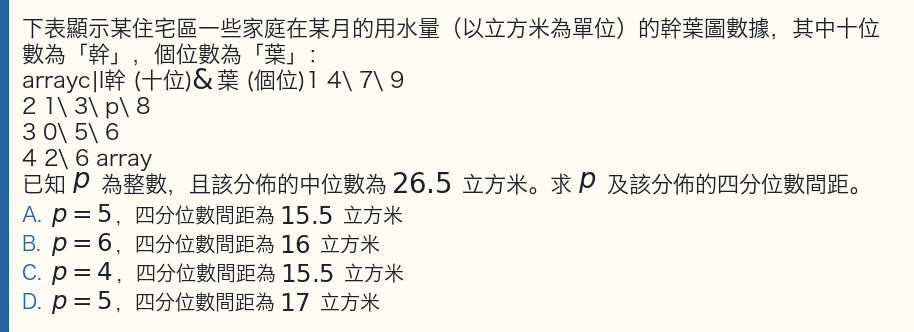 下表顯示某住宅區一些家庭在某月的用水量（以立方米為單位）的幹葉圖數據，其中十位
數為「幹」，個位數為「葉」：
arrayc|l幹 (十位)& 葉 (個位)1 4\ 7\ 9
2 1\ 3\ p\ 8
3 0\ 5\ 6
4 2\ 6 array
已知 p 為整數，且該分佈的中位數為 26.5 立方米。求 p 及該分佈的四分位數間距。
A. p = 5，四分位數間距為 15.5 立方米
B. p = 6，四分位數間距為 16 立方米
C. p = 4，四分位數間距為 15.5 立方米
D. p = 5，四分位數間距為 17 立方米